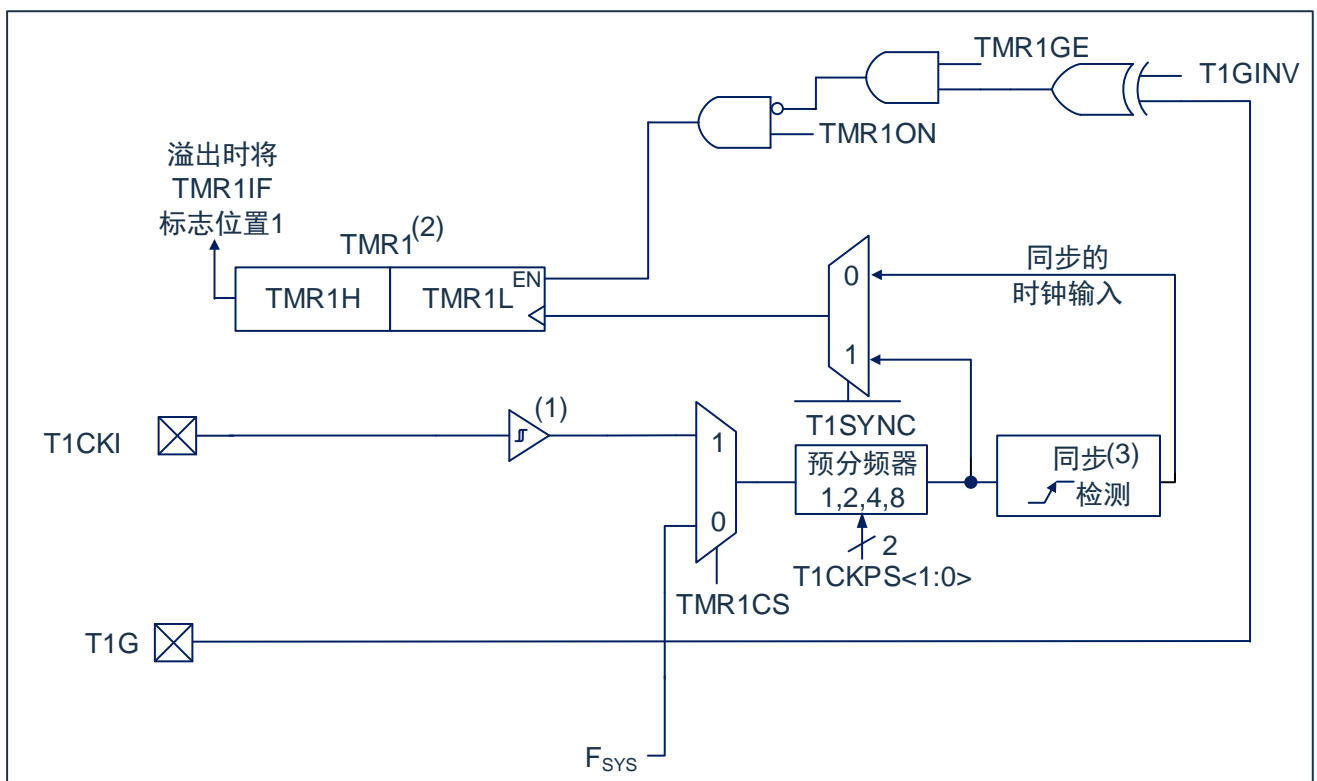 TMR1GE
T1GINV
TMR1ON
溢出时将
TMR1IF
标志位置1
TMR1(2)
EN
TMR1H
TMR1L
0
同步的
时钟输入
1
T1SYNC
(1)
T1CKI
1
0
预分频器
1,2,4,8
同步(3)
检测
2
T1CKPS<1:0>
TMR1CS
T1G
FSYS